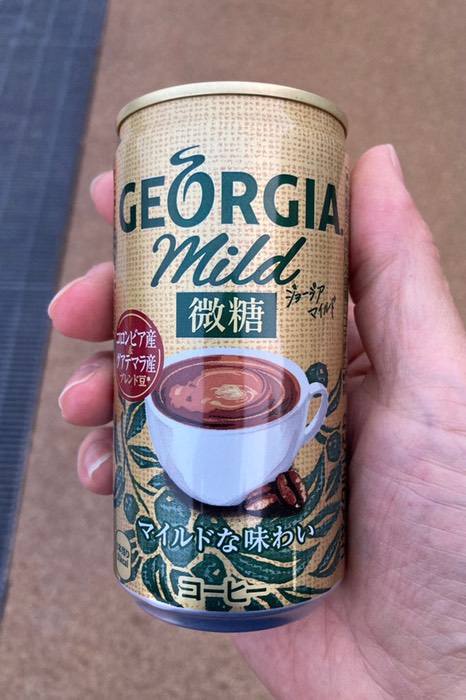 GEORGIA
Mild
ジョージア
マイルド
微糖
コロンビア産
&
グアテマラ産
ブレンド豆*
マイルドな味わい
コーヒー